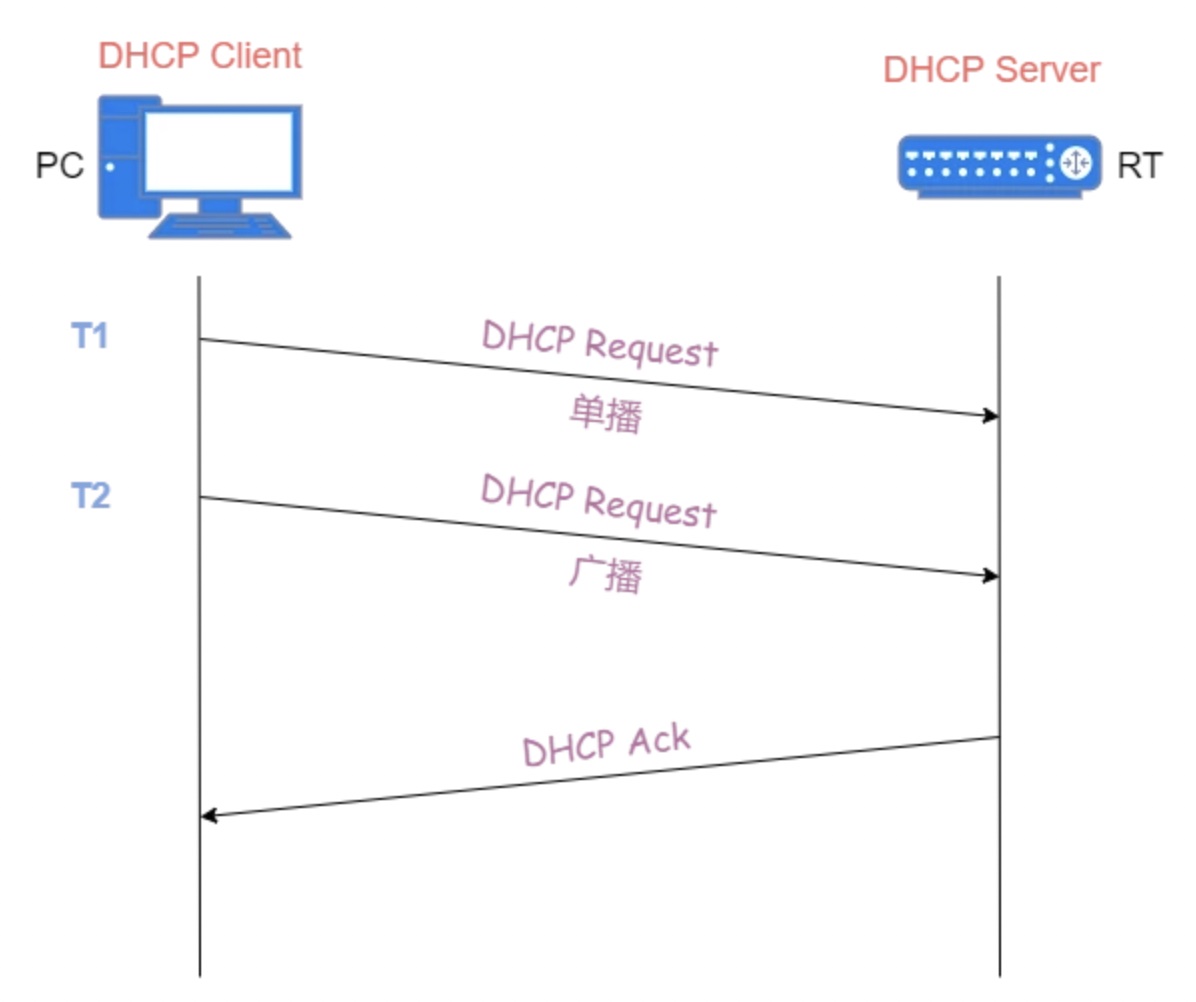 DHCP Client
DHCP Server
PC
RT
T1
DHCP Request
单播
T2
DHCP Request
广播
DHCP Ack